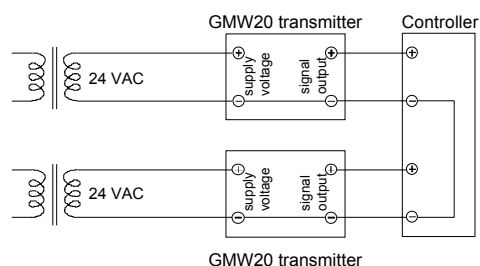 GMW20 transmitter
Controller
24 VAC
+
supply
voltage
−
+
signal
output
−
+
−
24 VAC
+
supply
voltage
−
+
signal
output
−
+
−
GMW20 transmitter